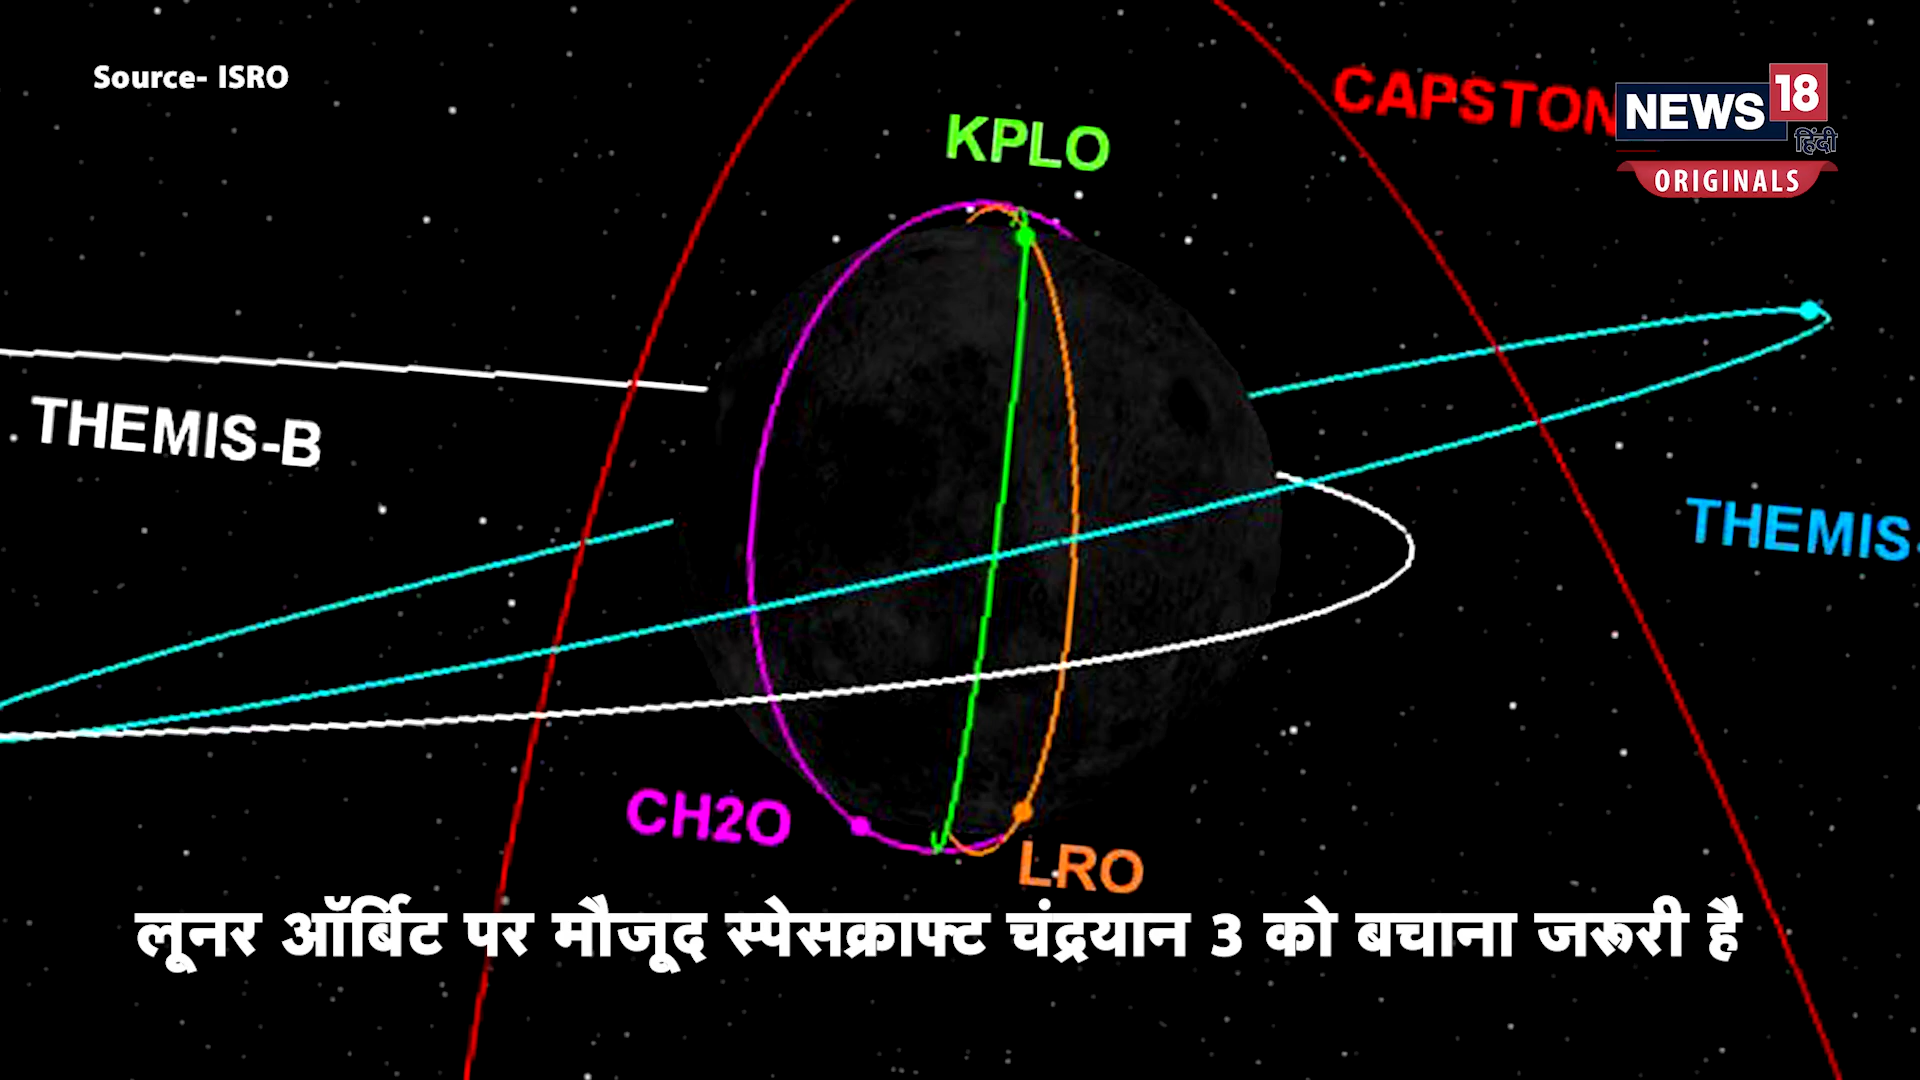 Source- ISRO
KPLO
CAPSTON
NEWS 18
हिंदी
ORIGINALS
THEMIS-B
THEMIS-
CH2O
LRO
लूनर ऑर्बिट पर मौजूद स्पेसक्राफ्ट चंद्रयान 3 को बचाना जरूरी है